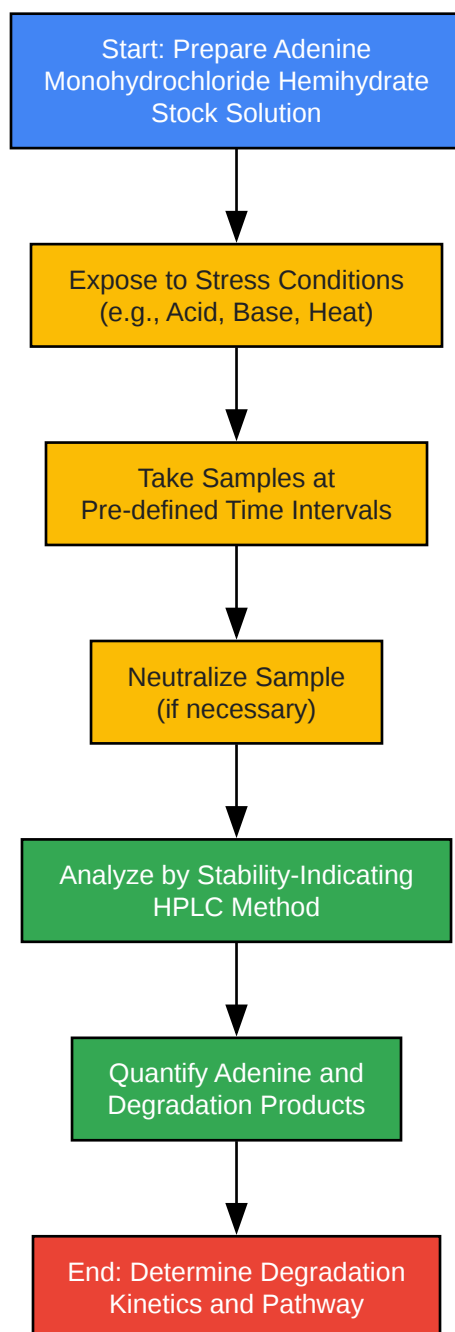 Start: Prepare Adenine
Monohydrochloride Hemihydrate
Stock Solution
Expose to Stress Conditions
(e.g., Acid, Base, Heat)
Take Samples at
Pre-defined Time Intervals
Neutralize Sample
(if necessary)
Analyze by Stability-Indicating
HPLC Method
Quantify Adenine and
Degradation Products
End: Determine Degradation
Kinetics and Pathway